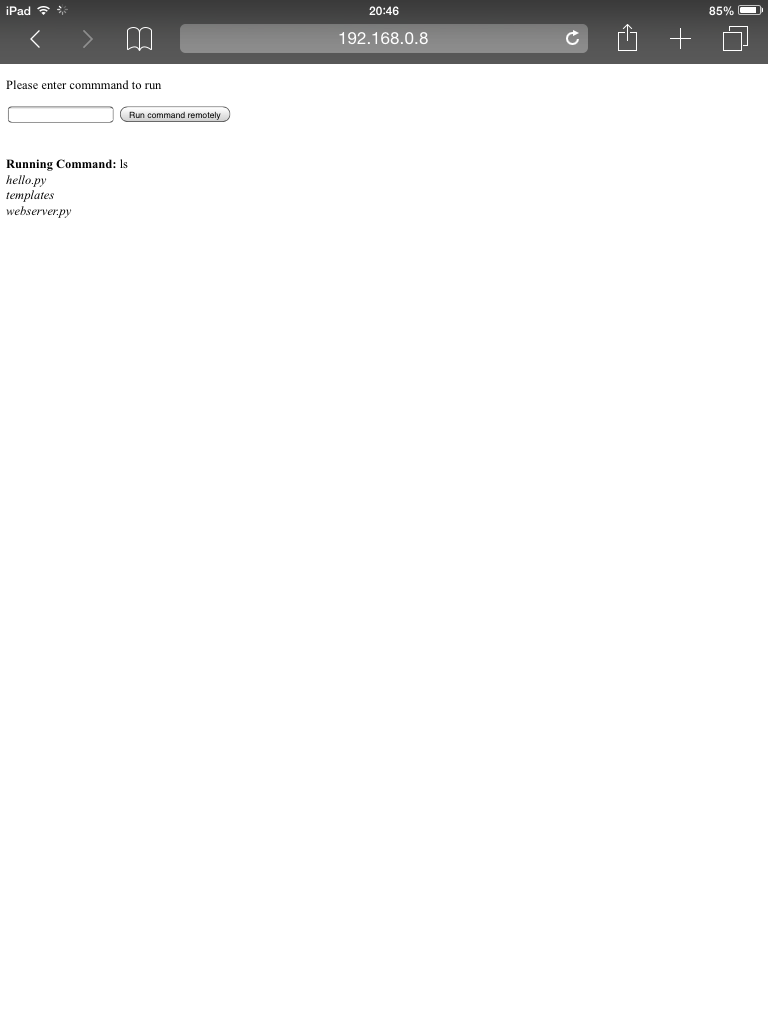 iPad 20:46 85%
192.168.0.8
Please enter commmand to run
Run command remotely
Running Command: ls
hello.py
templates
webserver.py